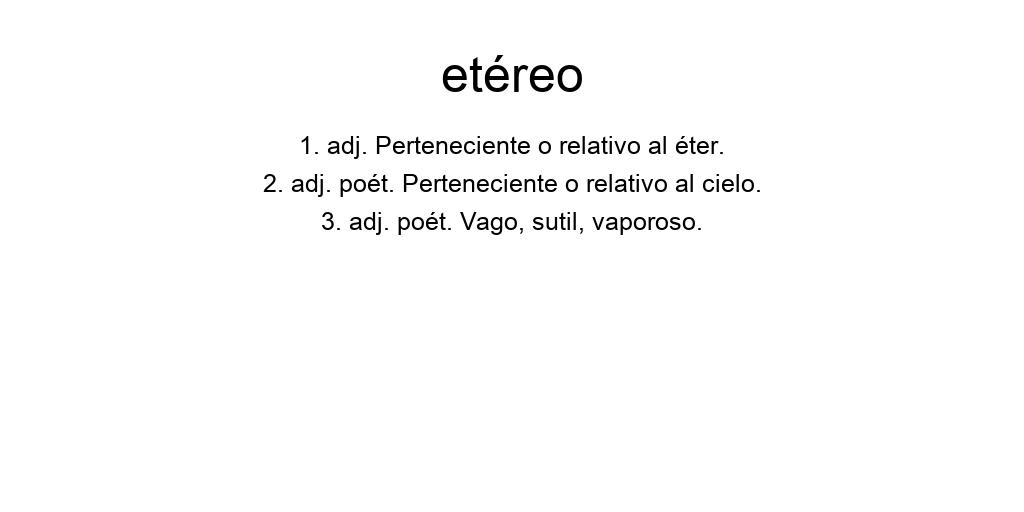 etéreo
1. adj. Perteneciente o relativo al éter.
2. adj. poét. Perteneciente o relativo al cielo.
3. adj. poét. Vago, sutil, vaporoso.